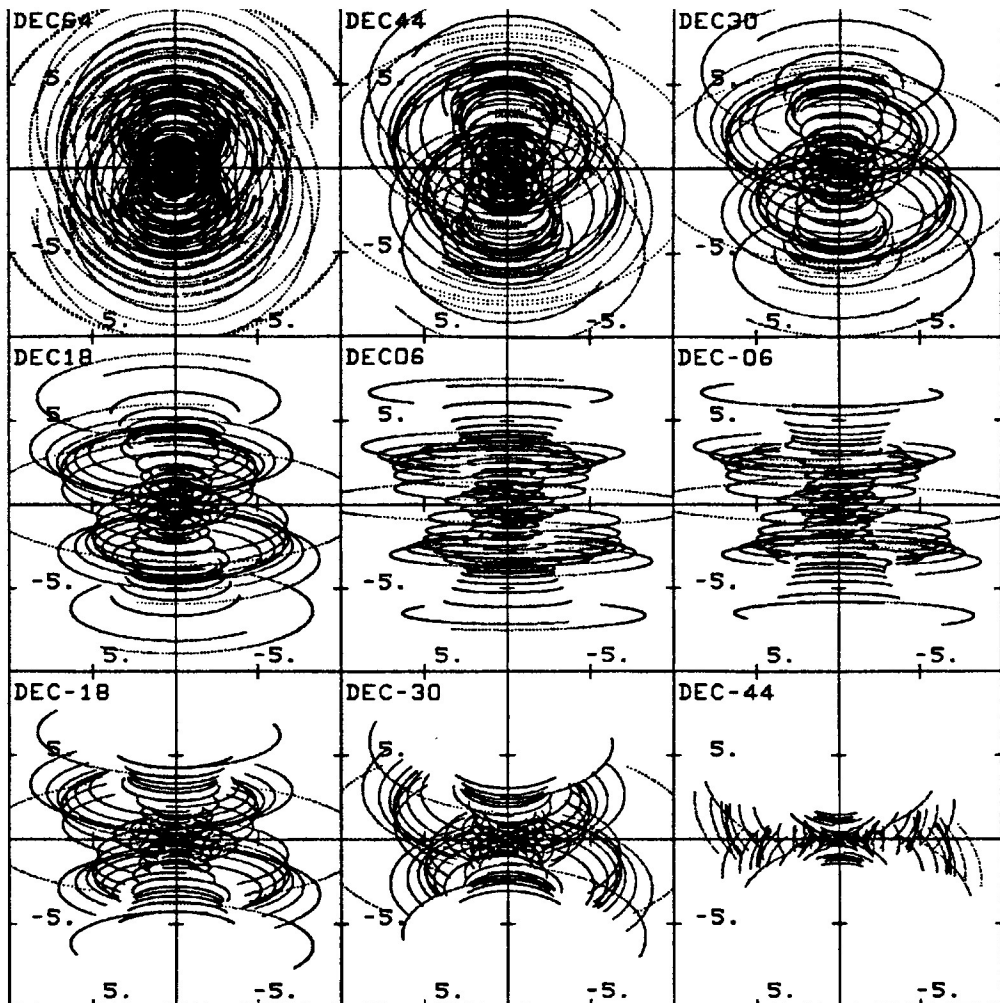 DEC64 DEC44 DEC30
5. 5. 5.
-5. -5. -5.
5. -5. 5. -5. 5. -5.
DEC18 DEC06 DEC-06
5. 5. 5.
-5. -5. -5.
5. -5. 5. -5. 5. -5.
DEC-18 DEC-30 DEC-44
5. 5. 5.
-5. -5. -5.
5. -5. 5. -5. 5. -5.